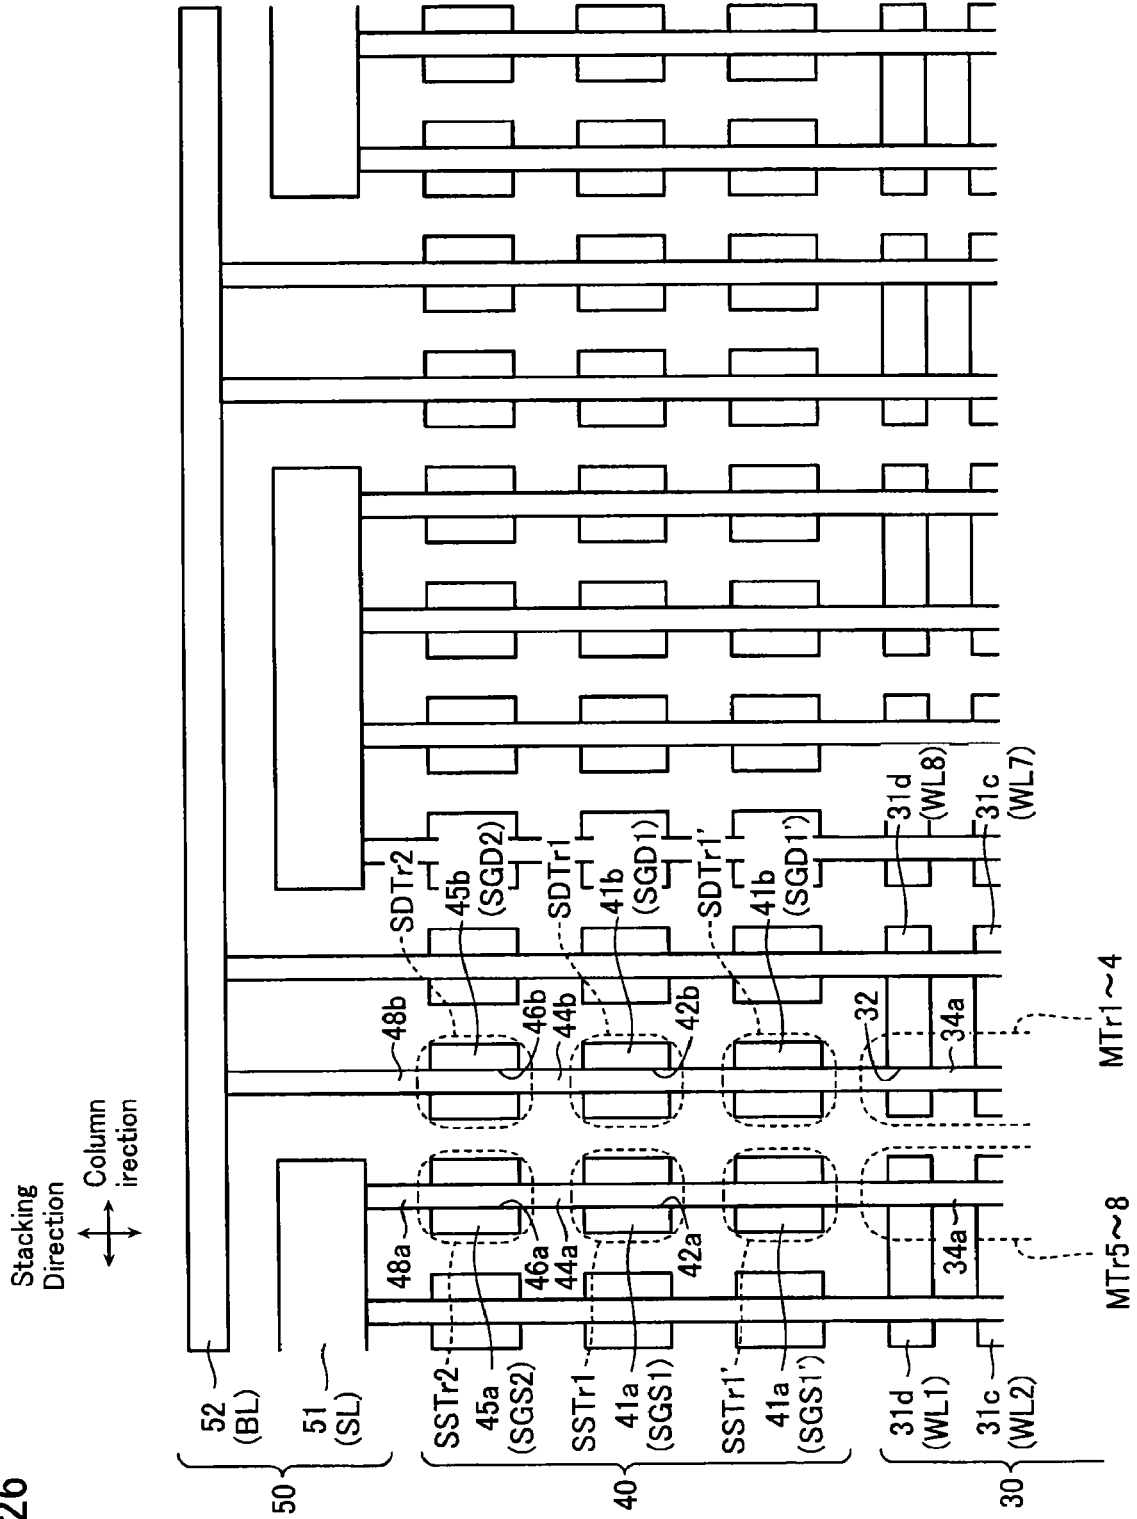 26
Stacking
Direction
Column
irection
50
52
(BL)
51
(SL)
40
SSTr2
45a
(SGS2)
SSTr1
41a
(SGS1)
SSTr1'
41a
(SGS1')
30
31d
(WL1)
31c
(WL2)
48a
46a
44a
42a
34a
MTr5~8
48b
46b
44b
42b
32
34a
MTr1~4
SDTr2
45b
(SGD2)
SDTr1
41b
(SGD1)
SDTr1'
41b
(SGD1')
31d
(WL8)
31c
(WL7)